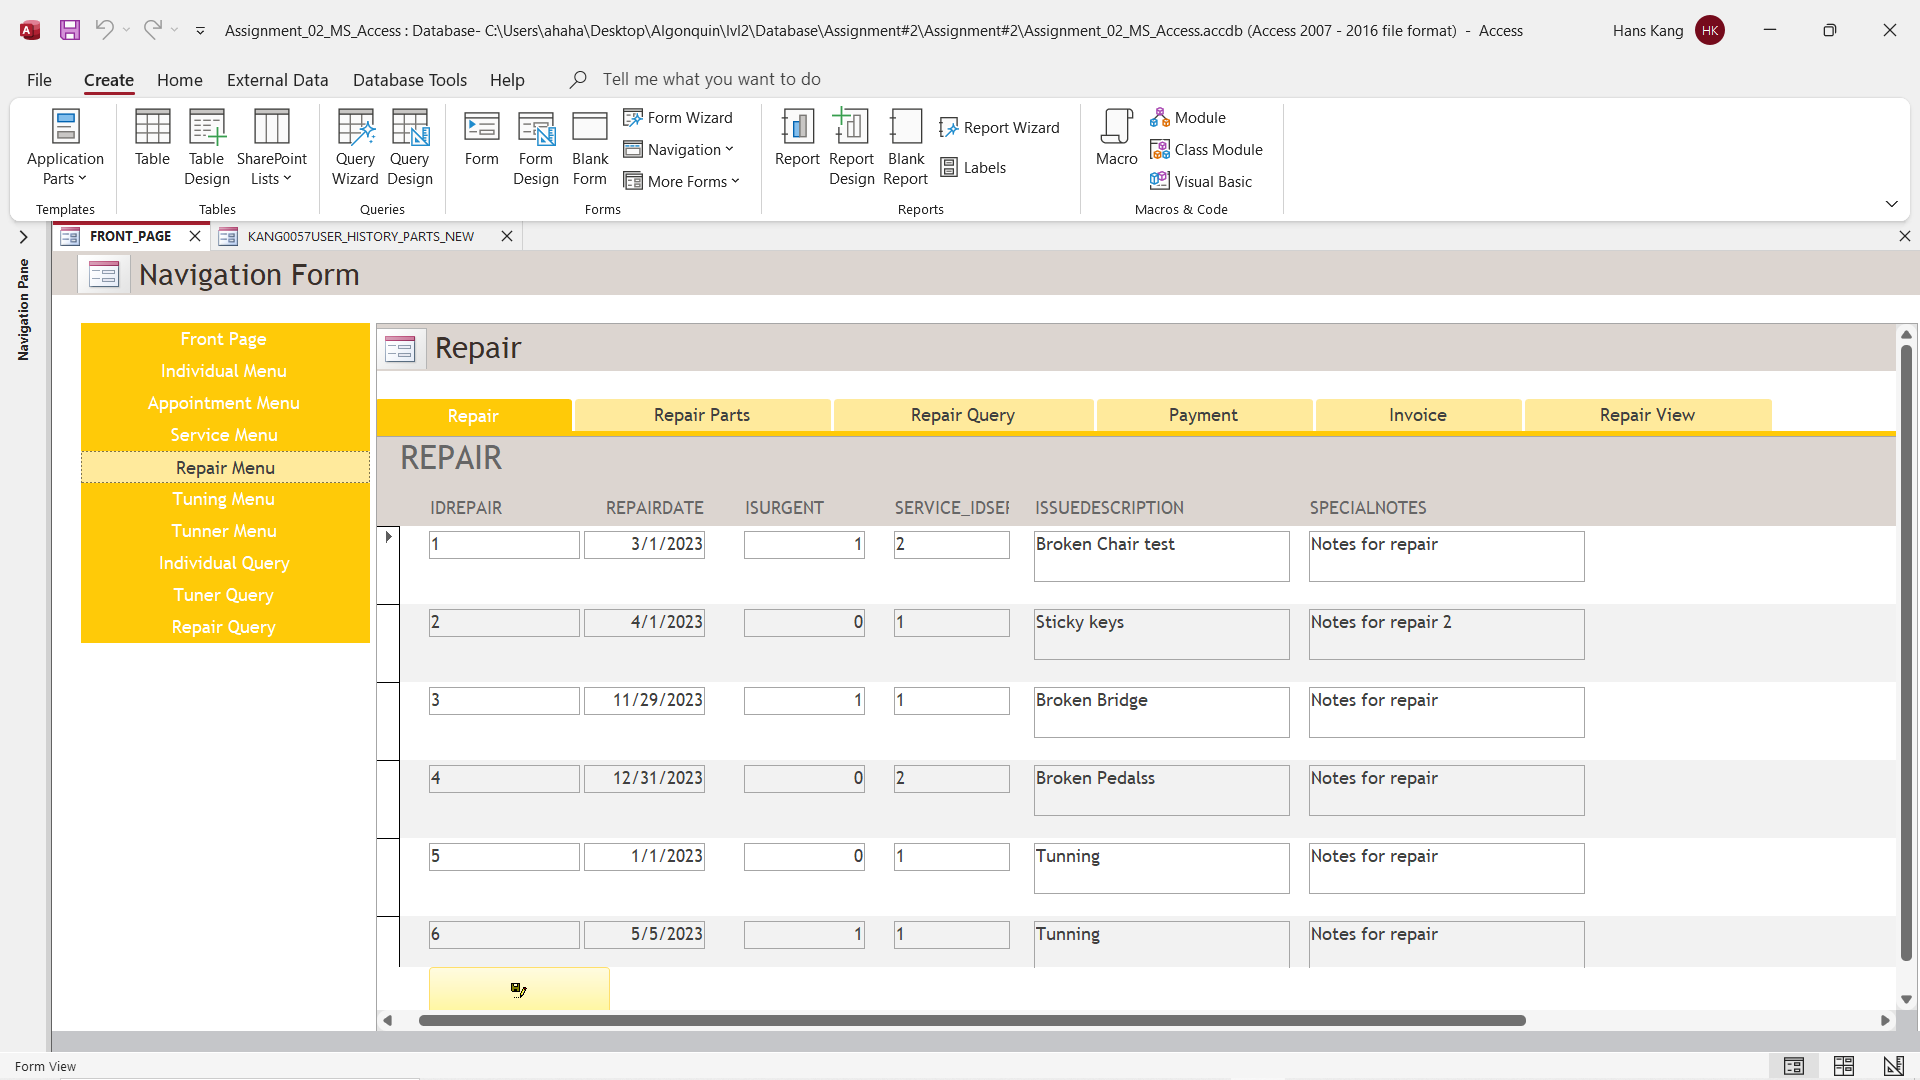 Assignment_02_MS_Access : Database- C:\Users\ahaha\Desktop\Algonquin\lvl2\Database\Assignment#2\Assignment#2\Assignment_02_MS_Access.accdb (Access 2007 - 2016 file format) - Access
Hans Kang HK
File Create Home External Data Database Tools Help Tell me what you want to do
Application Parts
Templates
Table
Table Design
SharePoint Lists
Tables
Query Wizard
Query Design
Queries
Form
Form Design
Blank Form
Form Wizard
Navigation
More Forms
Forms
Report
Report Design
Blank Report
Report Wizard
Labels
Reports
Macro
Module
Class Module
Visual Basic
Macros & Code
Navigation Pane
FRONT_PAGE KANG0057USER_HISTORY_PARTS_NEW
Navigation Form
Front Page
Individual Menu
Appointment Menu
Service Menu
Repair Menu
Tuning Menu
Tunner Menu
Individual Query
Tuner Query
Repair Query
Repair
Repair Repair Parts Repair Query Payment Invoice Repair View
REPAIR
IDREPAIR REPAIRDATE ISURGENT SERVICE_IDSER ISSUEDESCRIPTION SPECIALNOTES
1 3/1/2023 1 2 Broken Chair test Notes for repair
2 4/1/2023 0 1 Sticky keys Notes for repair 2
3 11/29/2023 1 1 Broken Bridge Notes for repair
4 12/31/2023 0 2 Broken Pedalss Notes for repair
5 1/1/2023 0 1 Tunning Notes for repair
6 5/5/2023 1 1 Tunning Notes for repair
Form View